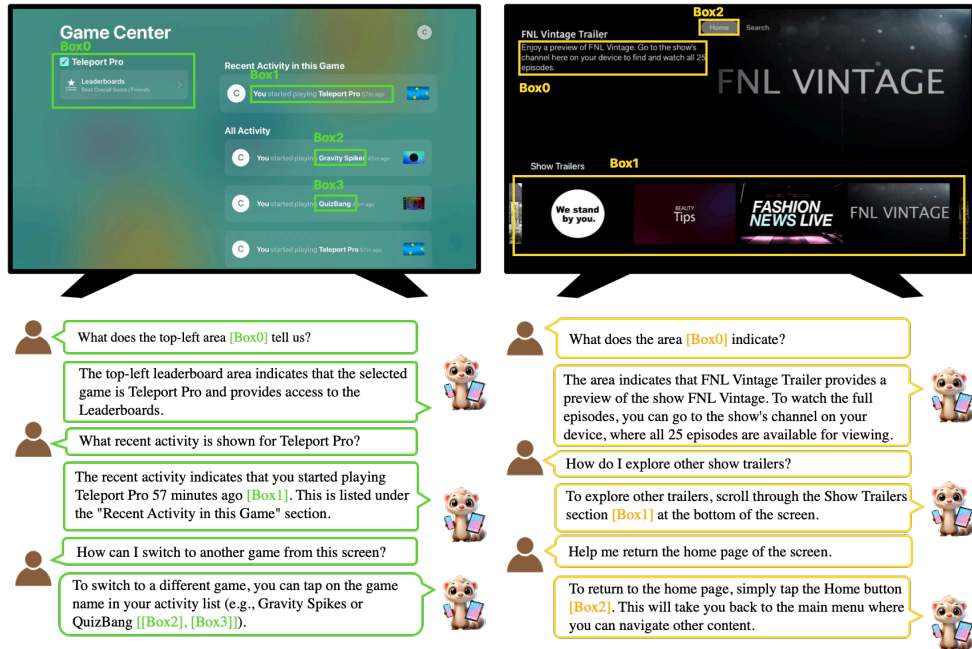 Game Center
Box0
C
Teleport Pro
Leaderboards
Best Overall Score / Friends
Recent Activity in this Game
Box1
C
You started playing Teleport Pro 57m ago
All Activity
Box2
C
You started playing Gravity Spikes 40m ago
Box3
C
You started playing QuizBang
ago
C
You started playing Teleport Pro 57m ago
Box2
FNL Vintage Trailer
Home
Search
Enjoy a preview of FNL Vintage. Go to the show's
channel here on your device to find and watch all 25
episodes.
Box0
FNL VINTAGE
Show Trailers
Box1
We stand
by you.
BEAUTY
Tips
FASHION
NEWS LIVE
FNL VINTAGE
What does the top-left area [Box0] tell us?
The top-left leaderboard area indicates that the selected
game is Teleport Pro and provides access to the
Leaderboards.
What recent activity is shown for Teleport Pro?
The recent activity indicates that you started playing
Teleport Pro 57 minutes ago [Box1]. This is listed under
the "Recent Activity in this Game" section.
How can I switch to another game from this screen?
To switch to a different game, you can tap on the game
name in your activity list (e.g., Gravity Spikes or
QuizBang [[Box2], [Box3]]).
What does the area [Box0] indicate?
The area indicates that FNL Vintage Trailer provides a
preview of the show FNL Vintage. To watch the full
episodes, you can go to the show's channel on your
device, where all 25 episodes are available for viewing.
How do I explore other show trailers?
To explore other trailers, scroll through the Show Trailers
section [Box1] at the bottom of the screen.
Help me return the home page of the screen.
To return to the home page, simply tap the Home button
[Box2]. This will take you back to the main menu where
you can navigate other content.